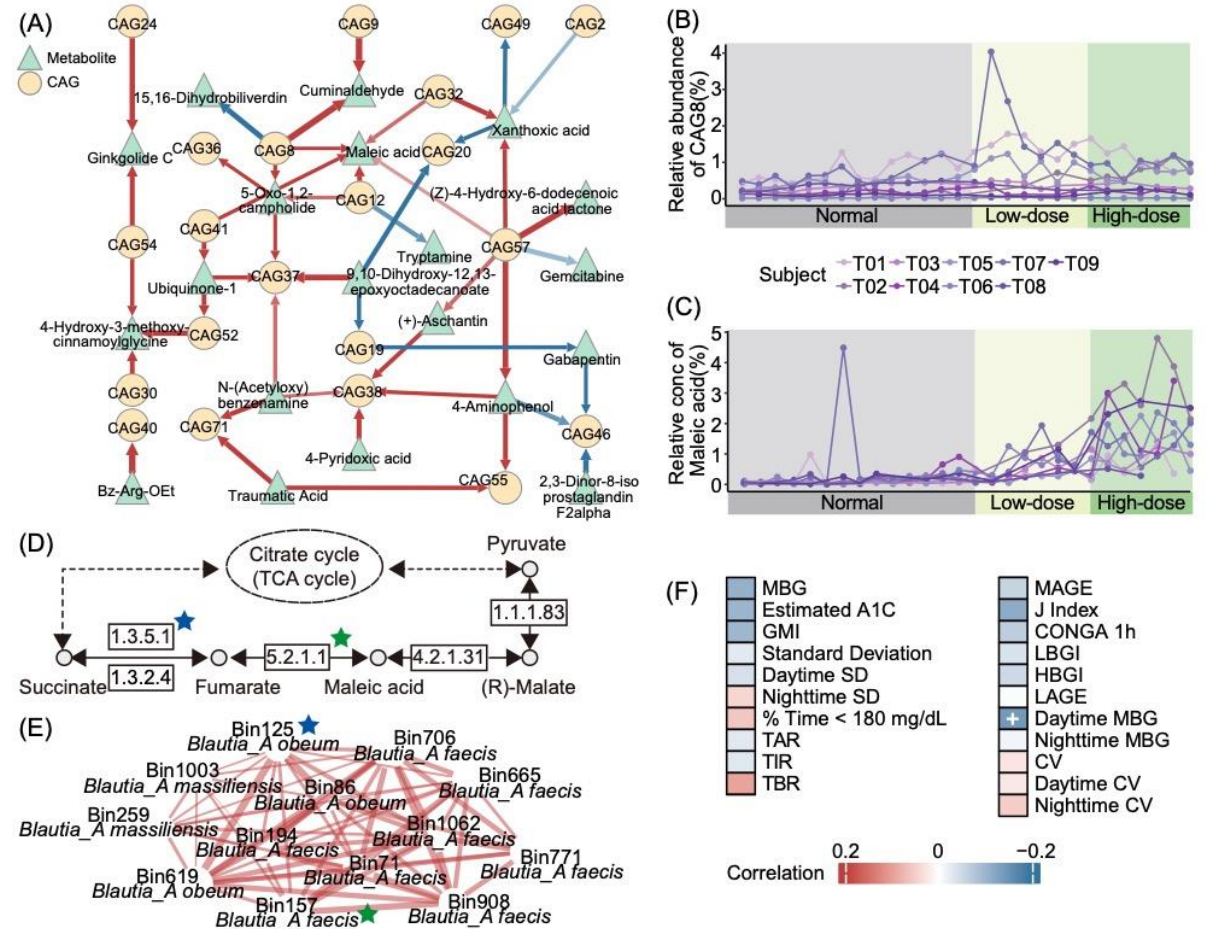 (A)
CAG24
CAG9
CAG49
CAG2
Metabolite
CAG
15,16-Dihydrobiliverdin
Cuminaldehyde
CAG32
Xanthoxic acid
Ginkgolide C
CAG36
CAG8
Maleic acid
CAG20
5-Oxo-1,2-
campholide
CAG12
(Z)-4-Hydroxy-6-dodecenoic
acid lactone
CAG54
CAG41
Tryptamine
CAG57
Gemcitabine
Ubiquinone-1
CAG37
9,10-Dihydroxy-12,13-
epoxyoctadecanoate
4-Hydroxy-3-methoxy-
cinnamoylglycine
CAG52
(+)-Aschantin
CAG19
Gabapentin
CAG30
N-(Acetyloxy)
benzenamine
CAG38
4-Aminophenol
CAG40
CAG71
CAG46
4-Pyridoxic acid
CAG55
Bz-Arg-OEt
Traumatic Acid
2,3-Dinor-8-iso
prostaglandin
F2alpha
(B)
Relative abundance
of CAG8(%)
4
3
2
1
0
Normal
Low-dose
High-dose
Subject
T01
T03
T05
T07
T09
T02
T04
T06
T08
(C)
Relative conc of
Maleic acid(%)
5
4
3
2
1
0
Normal
Low-dose
High-dose
(D)
Citrate cycle
(TCA cycle)
Pyruvate
1.1.1.83
1.3.5.1
1.3.2.4
5.2.1.1
4.2.1.31
Succinate
Fumarate
Maleic acid
(R)-Malate
(E)
Bin125
Blautia_A obeum
Bin706
Blautia_A faecis
Bin1003
Blautia_A massiliensis
Bin86
Blautia_A obeum
Bin665
Blautia_A faecis
Bin259
Blautia_A massiliensis
Bin194
Blautia_A faecis
Bin1062
Blautia_A faecis
Bin619
Blautia_A obeum
Bin71
Blautia_A faecis
Bin771
Blautia_A faecis
Bin157
Blautia_A faecis
Bin908
Blautia_A faecis
(F)
MBG
Estimated A1C
GMI
Standard Deviation
Daytime SD
Nighttime SD
% Time < 180 mg/dL
TAR
TIR
TBR
MAGE
J Index
CONGA 1h
LBGI
HBGI
LAGE
+ Daytime MBG
Nighttime MBG
CV
Daytime CV
Nighttime CV
Correlation
0.2
0
-0.2